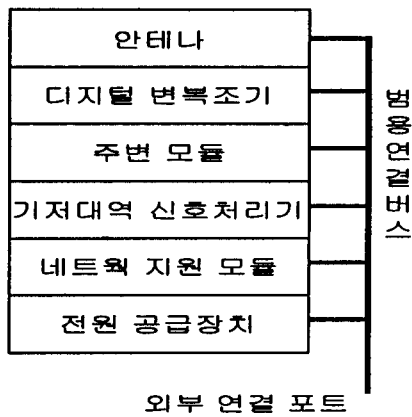 안테나
디지털 변복조기
주변 모듈
기저대역 신호처리기
네트웍 지원 모듈
전원 공급장치
범용연결버스
외부 연결 포트